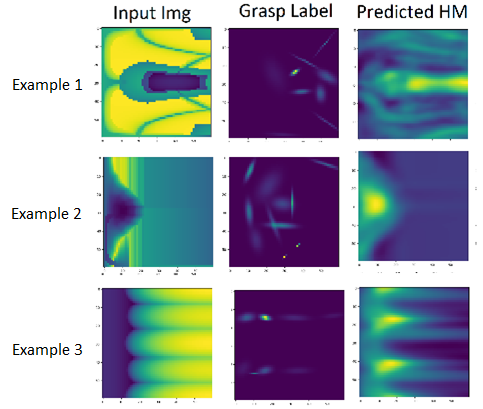 Input Img Grasp Label Predicted HM
Example 1
Example 2
Example 3